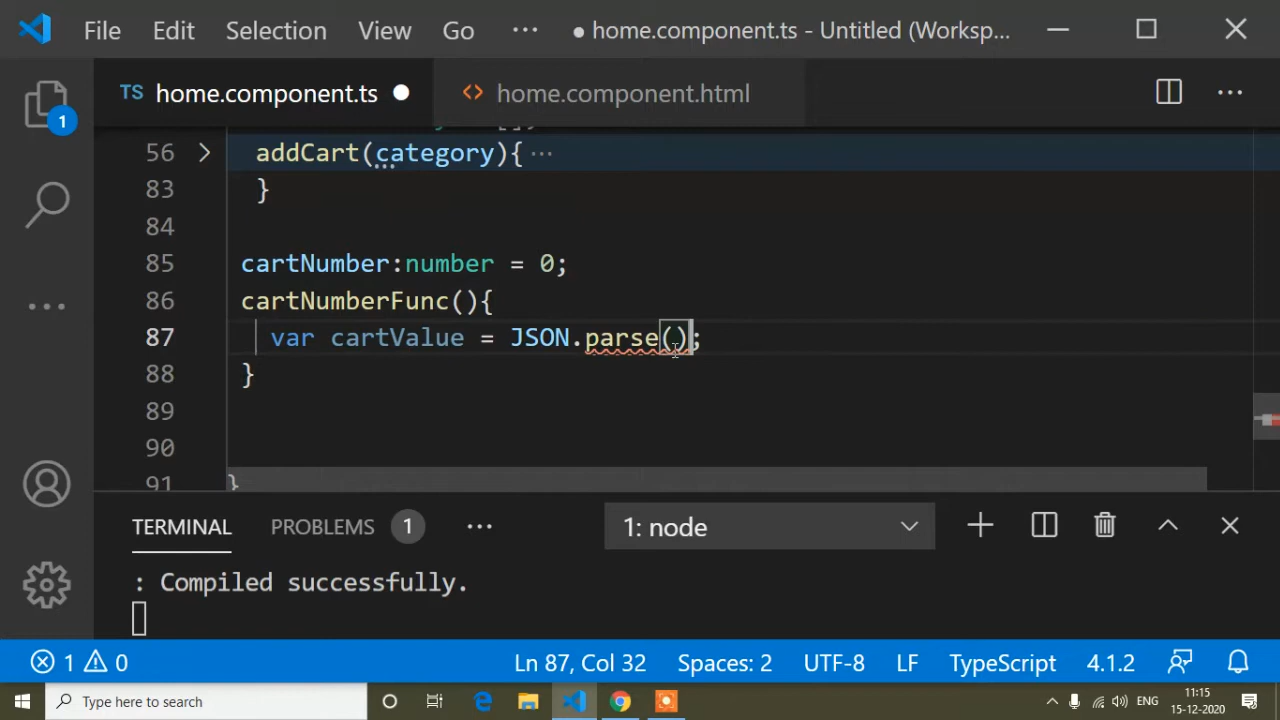 File Edit Selection View Go ··· ● home.component.ts - Untitled (Worksp...
TS home.component.ts ● <> home.component.html ···
56 > addCart(category){ ···
83 }
84
85 cartNumber:number = 0;
86 cartNumberFunc(){
87 var cartValue = JSON.parse();
88 }
89
90
91 }
1
TERMINAL PROBLEMS 1 ··· 1: node
: Compiled successfully.
1 0 Ln 87, Col 32 Spaces: 2 UTF-8 LF TypeScript 4.1.2
Type here to search ENG 11:15
15-12-2020